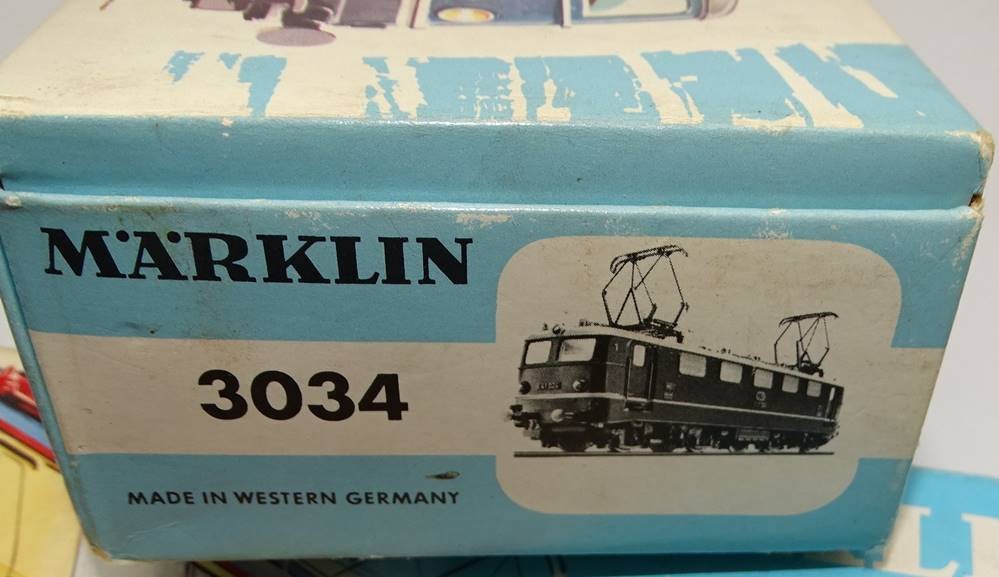 MÄRKLIN
3034
MADE IN WESTERN GERMANY